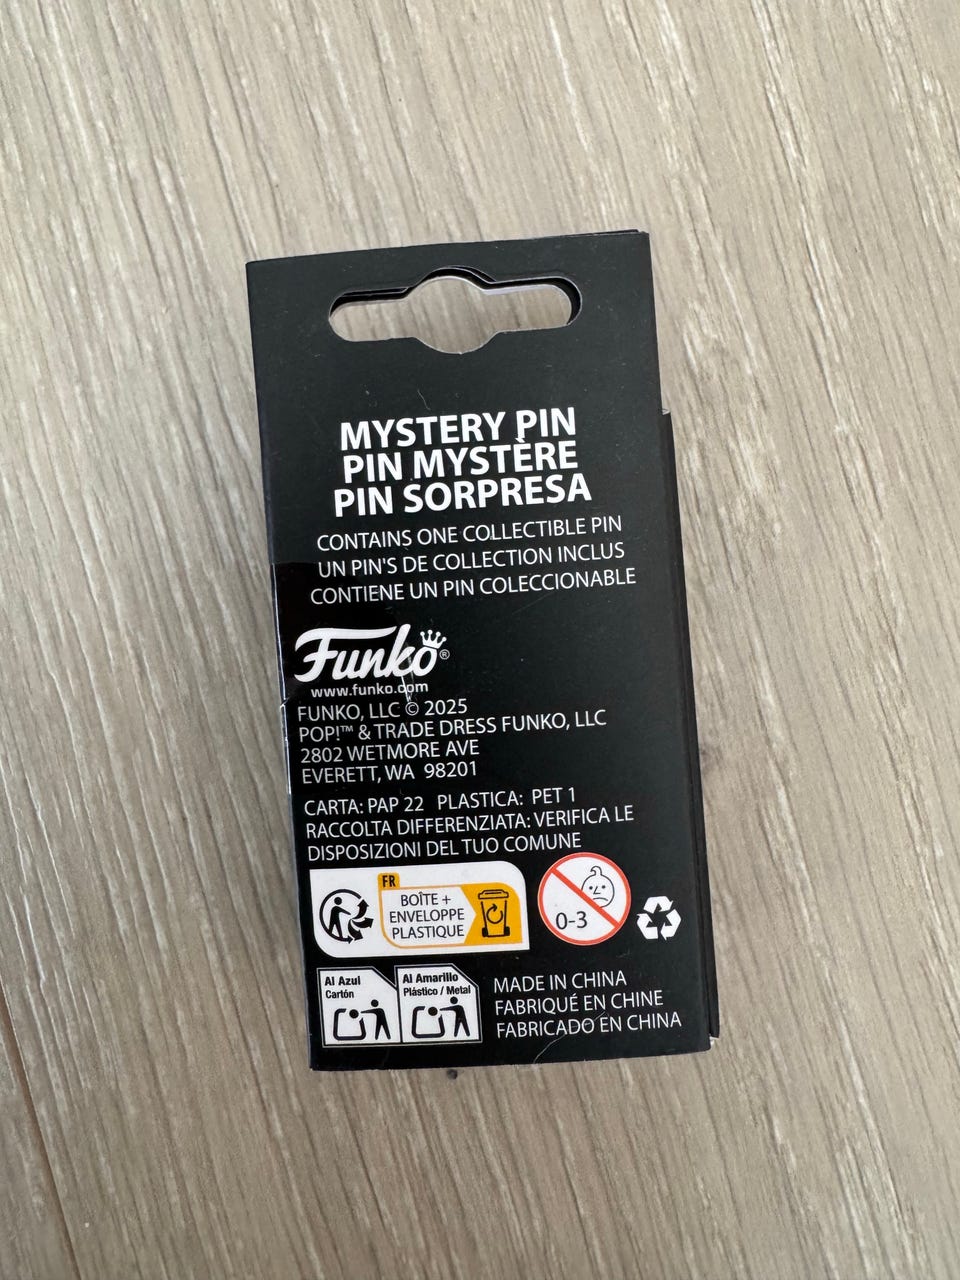 MYSTERY PIN
PIN MYSTÈRE
PIN SORPRESA
CONTAINS ONE COLLECTIBLE PIN
UN PIN'S DE COLLECTION INCLUS
CONTIENE UN PIN COLECCIONABLE
Funko®
www.funko.com
FUNKO, LLC © 2025
POP!™ & TRADE DRESS FUNKO, LLC
2802 WETMORE AVE
EVERETT, WA 98201
CARTA: PAP 22 PLASTICA: PET 1
RACCOLTA DIFFERENZIATA: VERIFICA LE
DISPOSIZIONI DEL TUO COMUNE
FR
BOÎTE +
ENVELOPPE
PLASTIQUE
0-3
Al Azul
Cartón
Al Amarillo
Plástico / Metal
MADE IN CHINA
FABRIQUÉ EN CHINE
FABRICADO EN CHINA